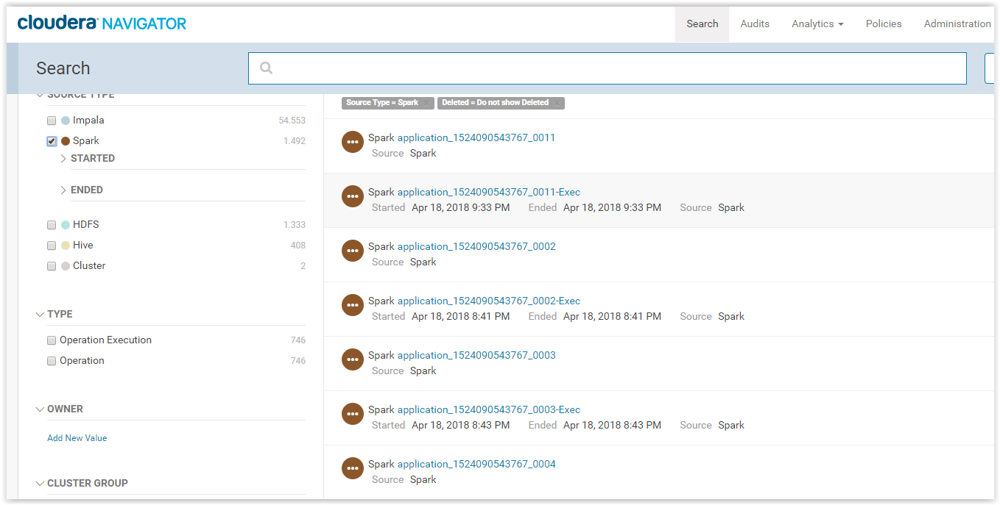 cloudera NAVIGATOR
Search Audits Analytics Policies Administration
Search
SOURCE TYPE
Impala 54.553
Spark 1.492
STARTED
ENDED
HDFS 1.333
Hive 408
Cluster 2
TYPE
Operation Execution 746
Operation 746
OWNER
Add New Value
CLUSTER GROUP
Source Type = Spark Deleted = Do not show Deleted
Spark application_1524090543767_0011
Source Spark
Spark application_1524090543767_0011-Exec
Started Apr 18, 2018 9:33 PM Ended Apr 18, 2018 9:33 PM Source Spark
Spark application_1524090543767_0002
Source Spark
Spark application_1524090543767_0002-Exec
Started Apr 18, 2018 8:41 PM Ended Apr 18, 2018 8:41 PM Source Spark
Spark application_1524090543767_0003
Source Spark
Spark application_1524090543767_0003-Exec
Started Apr 18, 2018 8:43 PM Ended Apr 18, 2018 8:43 PM Source Spark
Spark application_1524090543767_0004
Source Spark